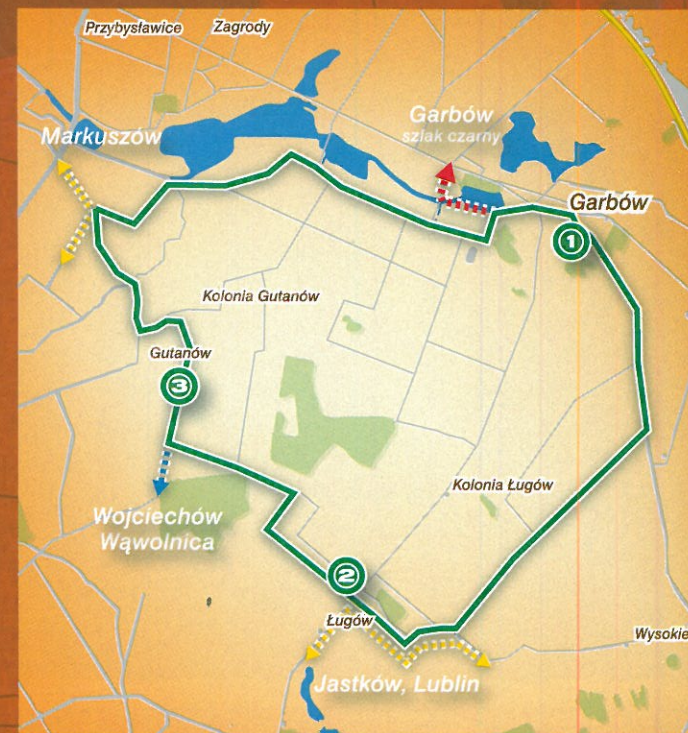 Przybysławice
Zagrody
Markuszów
Garbów
szlak czarny
Garbów
1
Kolonia Gutanów
Gutanów
3
Kolonia Ługów
Wojciechów
Wąwolnica
2
Ługów
Wysokie
Jastków, Lublin